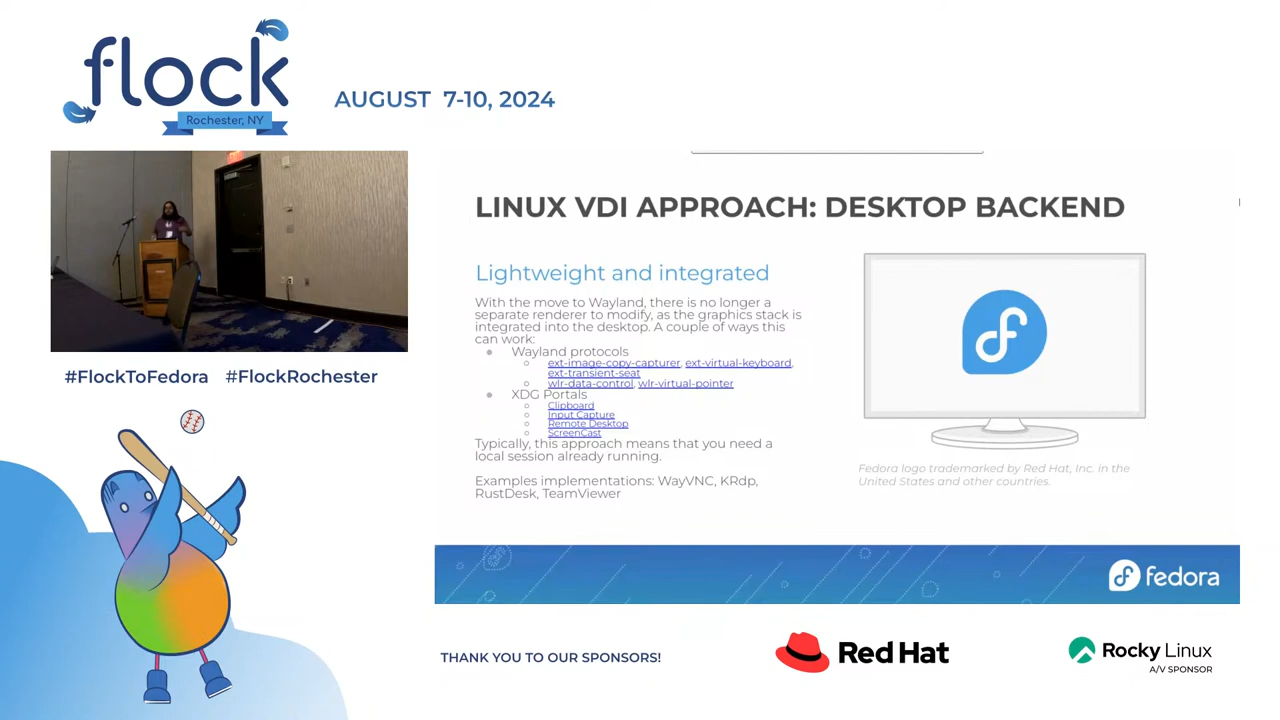 flock
Rochester, NY
AUGUST 7-10, 2024
#FlockToFedora #FlockRochester
LINUX VDI APPROACH: DESKTOP BACKEND
Lightweight and integrated
With the move to Wayland, there is no longer a
separate renderer to modify, as the graphics stack is
integrated into the desktop. A couple of ways this
can work:
Wayland protocols
ext-image-copy-capturer, ext-virtual-keyboard,
ext-transient-seat
wlr-data-control, wlr-virtual-pointer
XDG Portals
Clipboard
Input Capture
Remote Desktop
ScreenCast
Typically, this approach means that you need a
local session already running.
Examples implementations: WayVNC, KRdp,
RustDesk, TeamViewer
Fedora logo trademarked by Red Hat, Inc. in the
United States and other countries.
fedora
THANK YOU TO OUR SPONSORS!
Red Hat
Rocky Linux
A/V SPONSOR